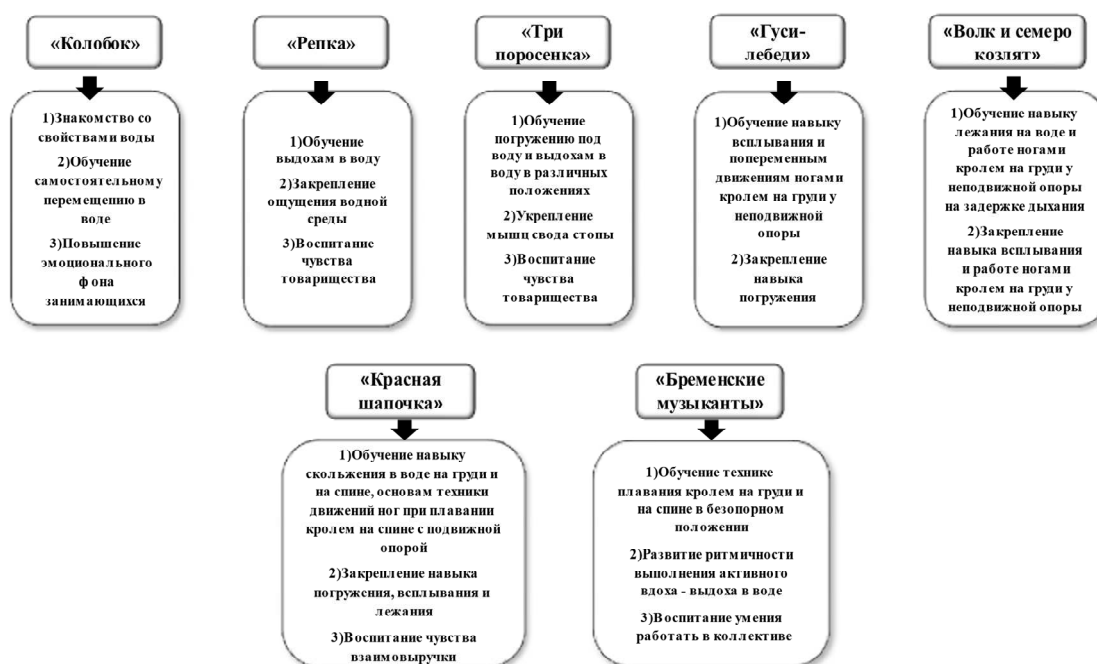 «Колобок»
1)Знакомство со
свойствами воды
2)Обучение
самостоятельному
перемещению в
воде
3)Повышение
эмоционального
фона
занимающихся
«Репка»
1)Обучение
выдохам в воду
2)Закрепление
ощущения водной
среды
3)Воспитание
чувства
товарищества
«Три
поросенка»
1)Обучение
погружению под
воду и выдохам в
воду в различных
положениях
2)Укрепление
мышц свода стопы
3)Воспитание
чувства
товарищества
«Гуси-
лебеди»
1)Обучение навыку
всплывания и
попеременным
движениям ногами
кролем на груди у
неподвижной
опоры
2)Закрепление
навыка
погружения
«Волк и семеро
козлят»
1)Обучение навыку
лежания на воде и
работе ногами
кролем на груди у
неподвижной опоры
на задержке дыхания
2)Закрепление
навыка всплывания
и работе ногами
кролем на груди у
неподвижной опоры
«Красная
шапочка»
1)Обучение навыку
скольжения в воде на груди и
на спине, основам техники
движений ног при плавании
кролем на спине с подвижной
опорой
2)Закрепление навыка
погружения, всплывания и
лежания
3)Воспитание чувства
взаимовыручки
«Бременские
музыканты»
1)Обучение технике
плавания кролем на груди и
на спине в безопорном
положении
2)Развитие ритмичности
выполнения активного
вдоха - выдоха в воде
3)Воспитание умения
работать в коллективе